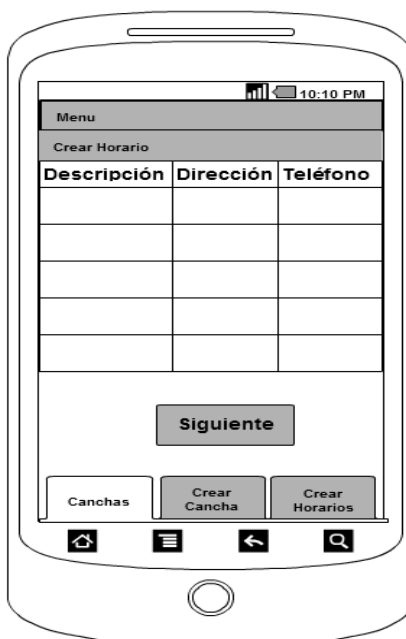 10:10 PM
Menu
Crear Horario
Descripción Dirección Teléfono
Siguiente
Canchas
Crear
Cancha
Crear
Horarios